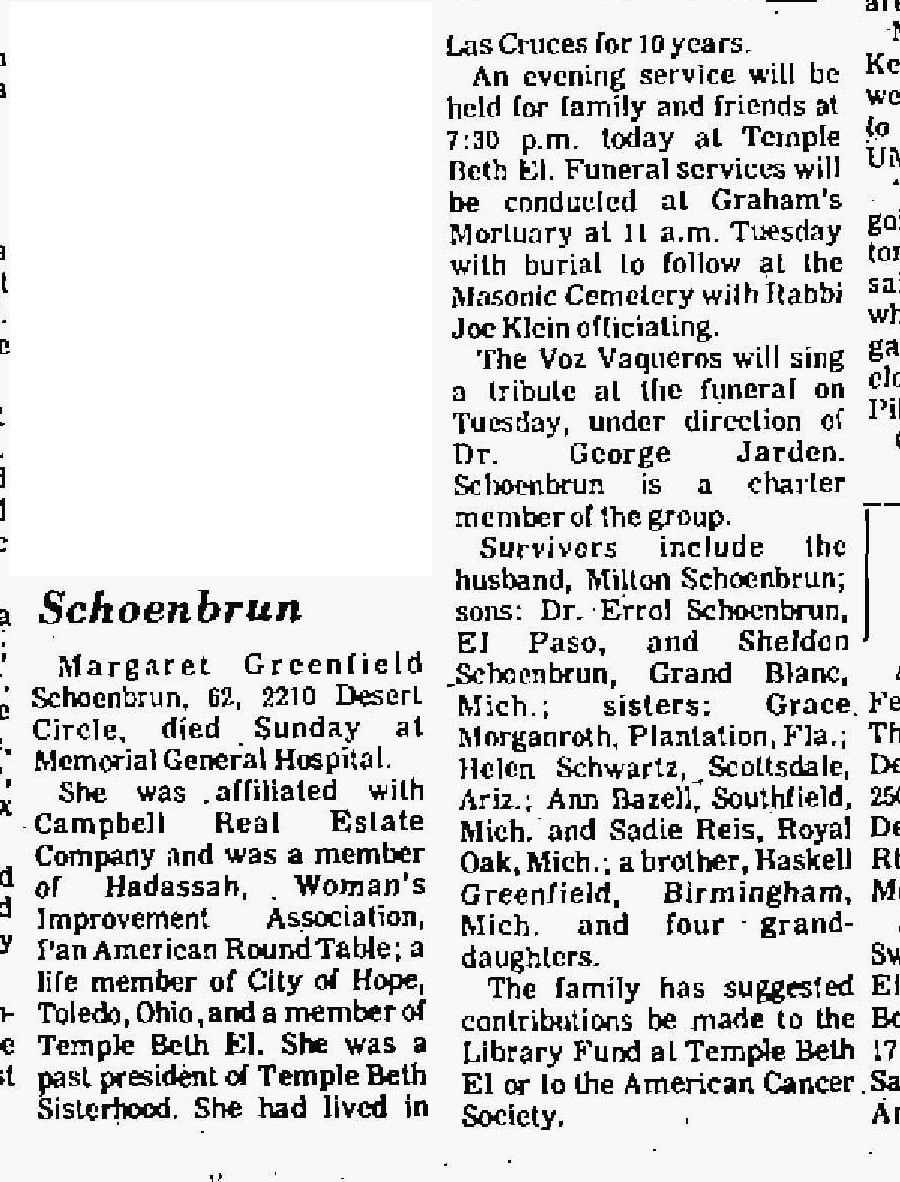 Schoenbrun
Margaret Greenfield
Schoenbrun, 62, 2210 Desert
Circle, died Sunday at
Memorial General Hospital.
She was affiliated with
Campbell Real Estate
Company and was a member
of Hadassah, Woman's
Improvement Association,
Pan American Round Table; a
life member of City of Hope,
Toledo, Ohio, and a member of
Temple Beth El. She was a
past president of Temple Beth
Sisterhood. She had lived in
Las Cruces for 10 years.
An evening service will be
held for family and friends at
7:30 p.m. today at Temple
Beth El. Funeral services will
be conducted at Graham's
Mortuary at 11 a.m. Tuesday
with burial to follow at the
Masonic Cemetery with Rabbi
Joe Klein officiating.
The Voz Vaqueros will sing
a tribute at the funeral on
Tuesday, under direction of
Dr. George Jarden.
Schoenbrun is a charter
member of the group.
Survivors include the
husband, Milton Schoenbrun;
sons: Dr. Errol Schoenbrun,
El Paso, and Sheldon
Schoenbrun, Grand Blanc,
Mich.; sisters: Grace
Morganroth, Plantation, Fla.;
Helen Schwartz, Scottsdale,
Ariz.; Ann Bazell, Southfield,
Mich. and Sadie Reis, Royal
Oak, Mich.; a brother, Haskell
Greenfield, Birmingham,
Mich. and four grand-
daughters.
The family has suggested
contributions be made to the
Library Fund at Temple Beth
El or to the American Cancer
Society.